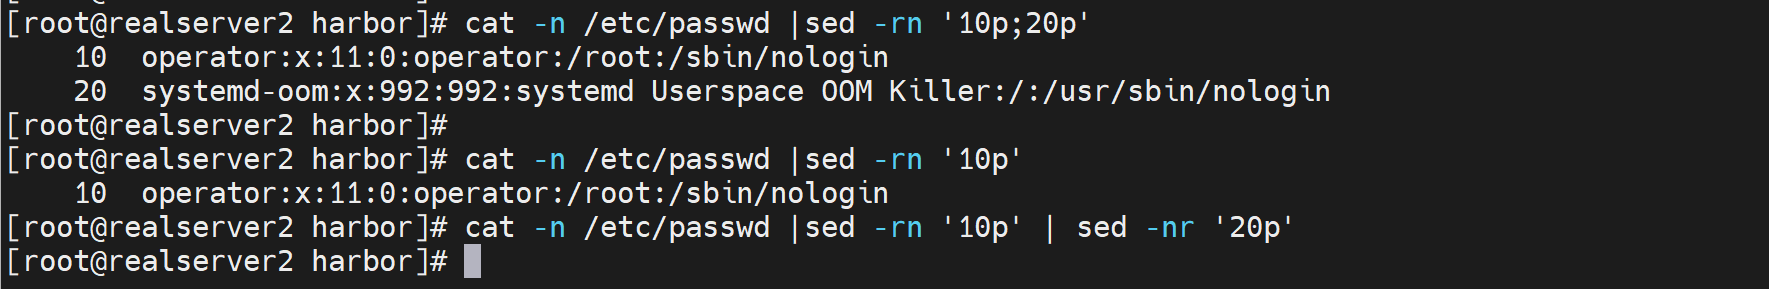 [root@realserver2 harbor]# cat -n /etc/passwd |sed -rn '10p;20p'
    10  operator:x:11:0:operator:/root:/sbin/nologin
    20  systemd-oom:x:992:992:systemd Userspace OOM Killer:/:/usr/sbin/nologin
[root@realserver2 harbor]#
[root@realserver2 harbor]# cat -n /etc/passwd |sed -rn '10p'
    10  operator:x:11:0:operator:/root:/sbin/nologin
[root@realserver2 harbor]# cat -n /etc/passwd |sed -rn '10p' | sed -nr '20p'
[root@realserver2 harbor]#